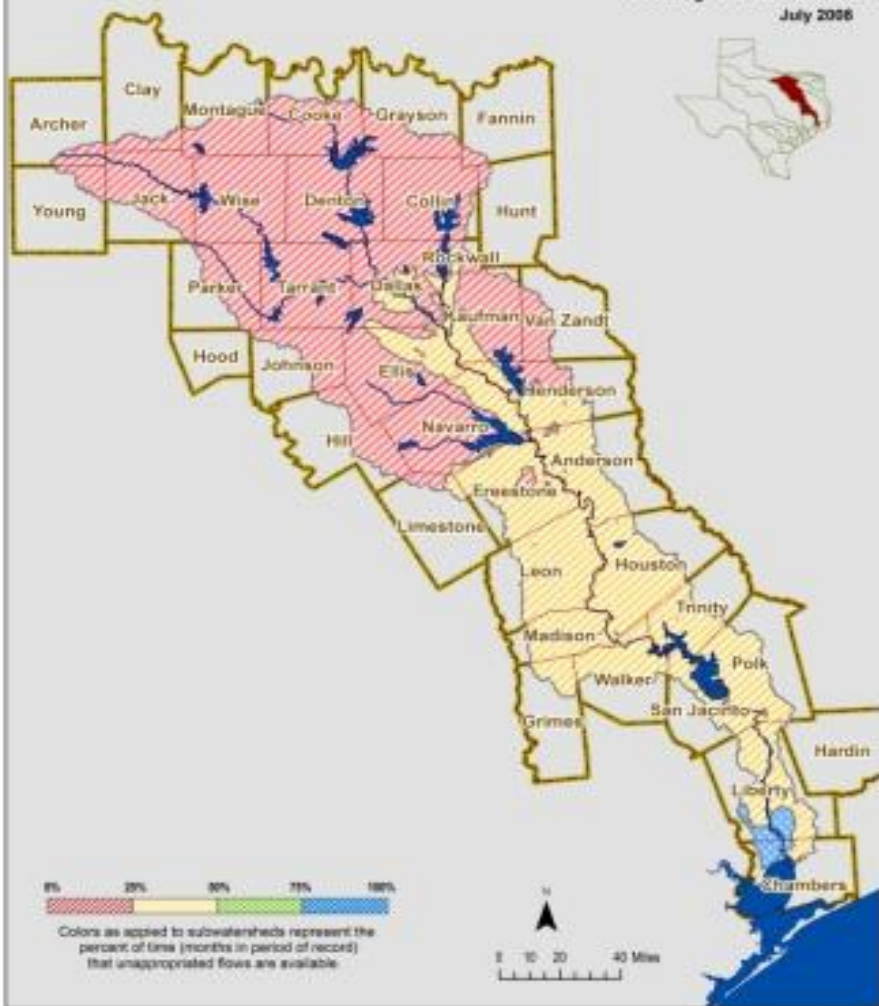 July 2008
Clay
Montague
Cooke
Grayson
Fannin
Archer
Young
Jack
Wise
Denton
Collin
Hunt
Rockwall
Parker
Tarrant
Dallas
Kaufman
Van Zandt
Hood
Johnson
Ellis
Henderson
Hill
Navarro
Anderson
Freestone
Limestone
Leon
Houston
Trinity
Madison
Polk
Walker
San Jacinto
Grimes
Hardin
Liberty
Chambers
0% 25% 50% 75% 100%
Colors as applied to subwatersheds represent the
percent of time (months in period of record)
that unappropriated flows are available
N
0 10 20 40 Miles